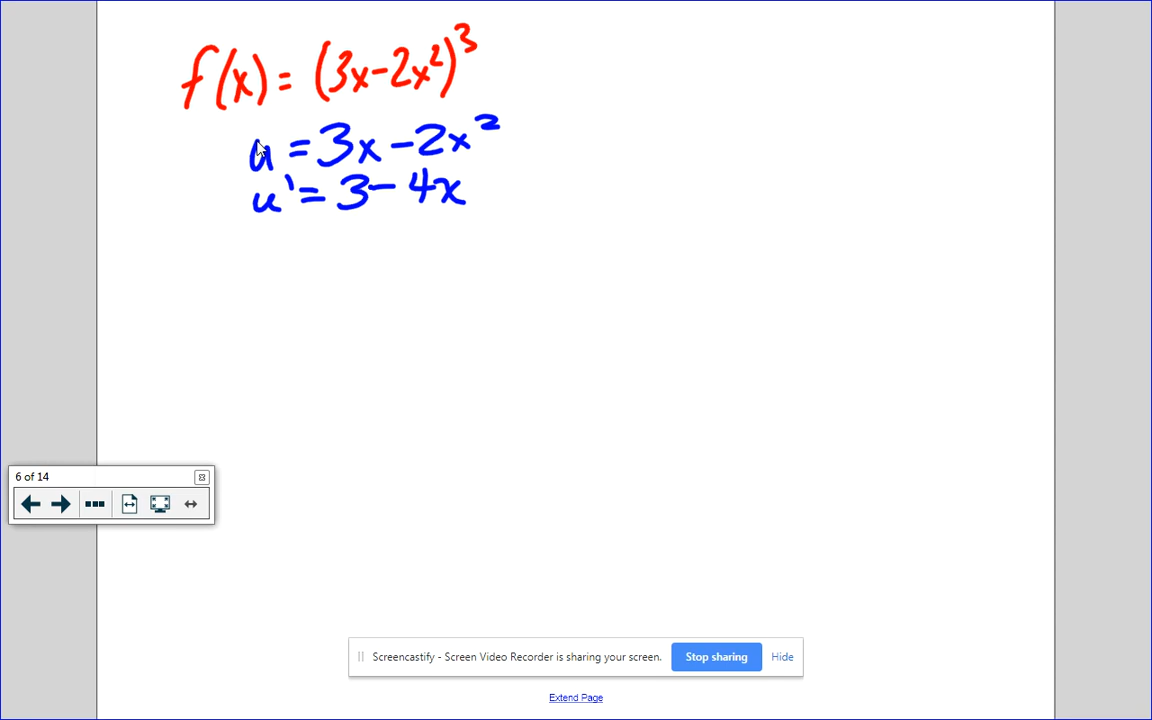 f(x) = (3x-2x²)³
u = 3x - 2x²
u' = 3 - 4x
6 of 14
Screencastify - Screen Video Recorder is sharing your screen. Stop sharing Hide
Extend Page